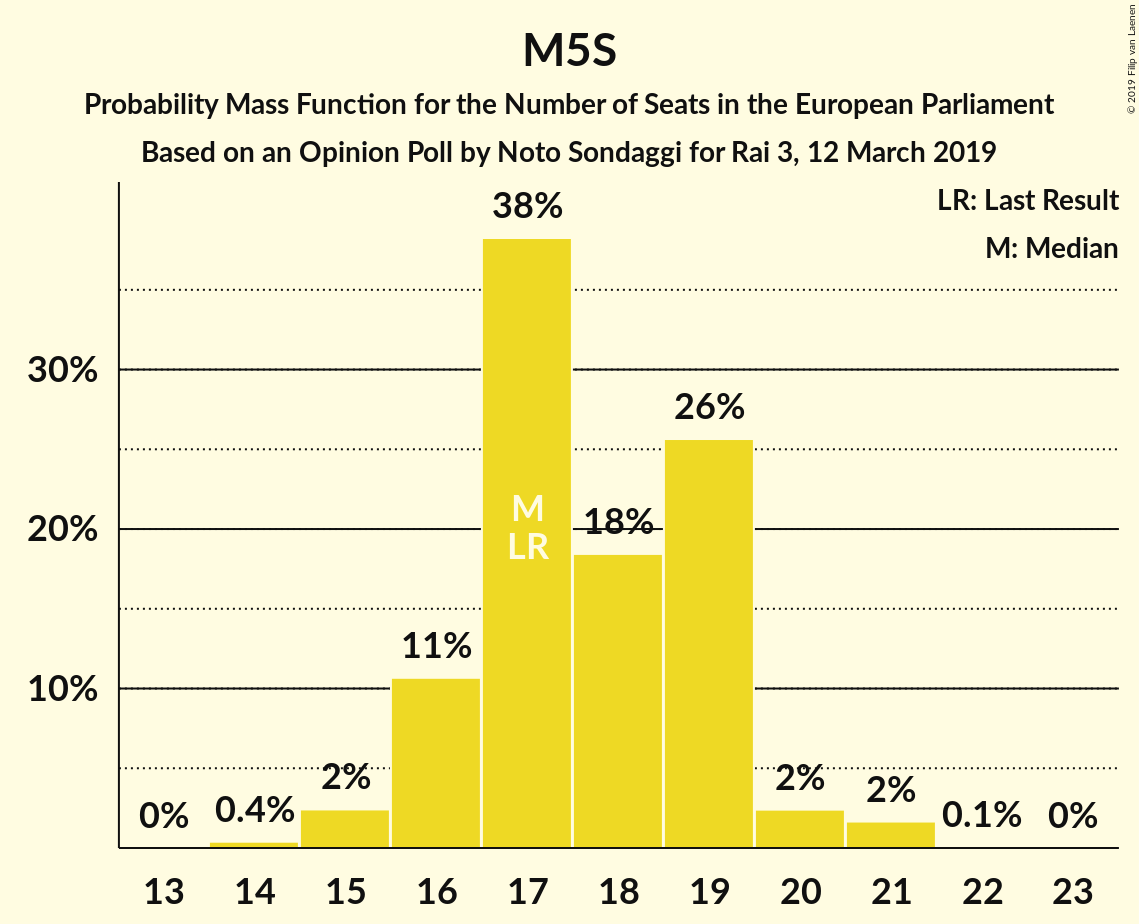 M5S
Probability Mass Function for the Number of Seats in the European Parliament
Based on an Opinion Poll by Noto Sondaggi for Rai 3, 12 March 2019
© 2019 Filip van Laenen
LR: Last Result
M: Median
38%
30%
26%
20%
18%
M
LR
11%
10%
0%
0.4%
2%
2%
2%
0.1%
0%
13 14 15 16 17 18 19 20 21 22 23